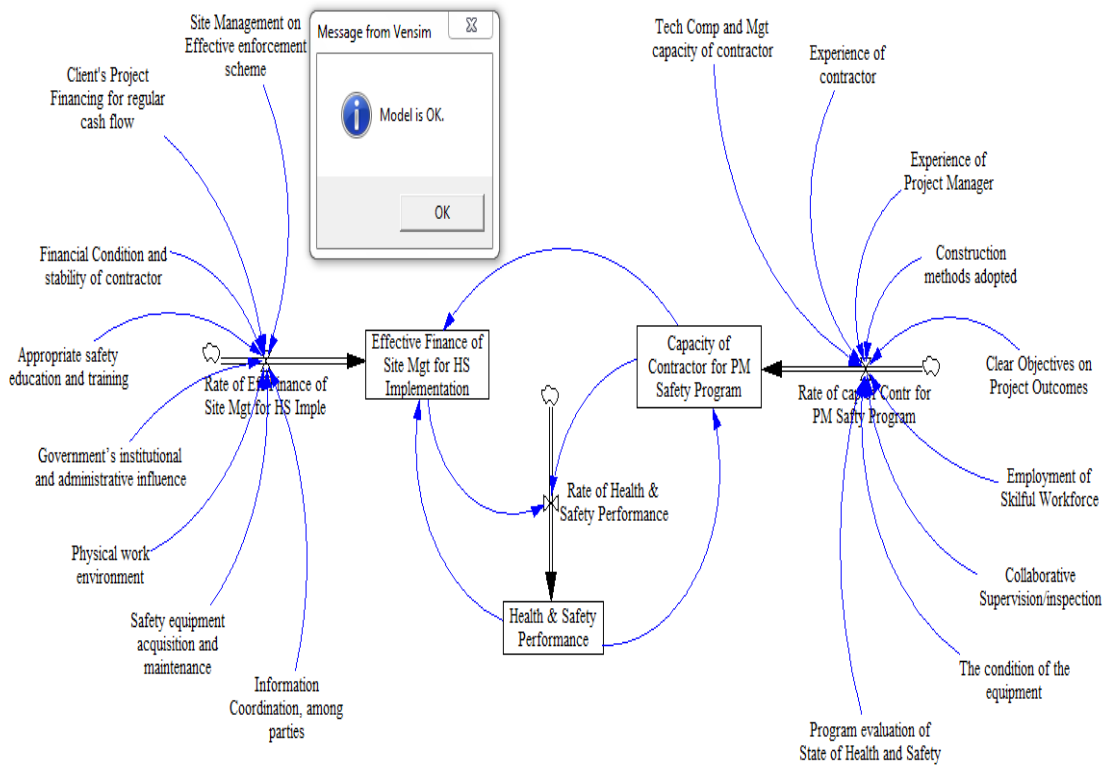 Site Management on
Effective enforcement
scheme
Client's Project
Financing for regular
cash flow
Financial Condition and
stability of contractor
Appropriate safety
education and training
Government's institutional
and administrative influence
Physical work
environment
Safety equipment
acquisition and
maintenance
Information
Coordination, among
parties
Rate of Finance of
Site Mgt for HS Imple
Message from Vensim
Model is OK.
OK
Effective Finance of
Site Mgt for HS
Implementation
Capacity of
Contractor for PM
Safety Program
Rate of Health &
Safety Performance
Health & Safety
Performance
Tech Comp and Mgt
capacity of contractor
Experience of
contractor
Experience of
Project Manager
Construction
methods adopted
Clear Objectives on
Project Outcomes
Rate of Contr for
PM Safty Program
Employment of
Skilful Workforce
Collaborative
Supervision/inspection
The condition of the
equipment
Program evaluation of
State of Health and Safety